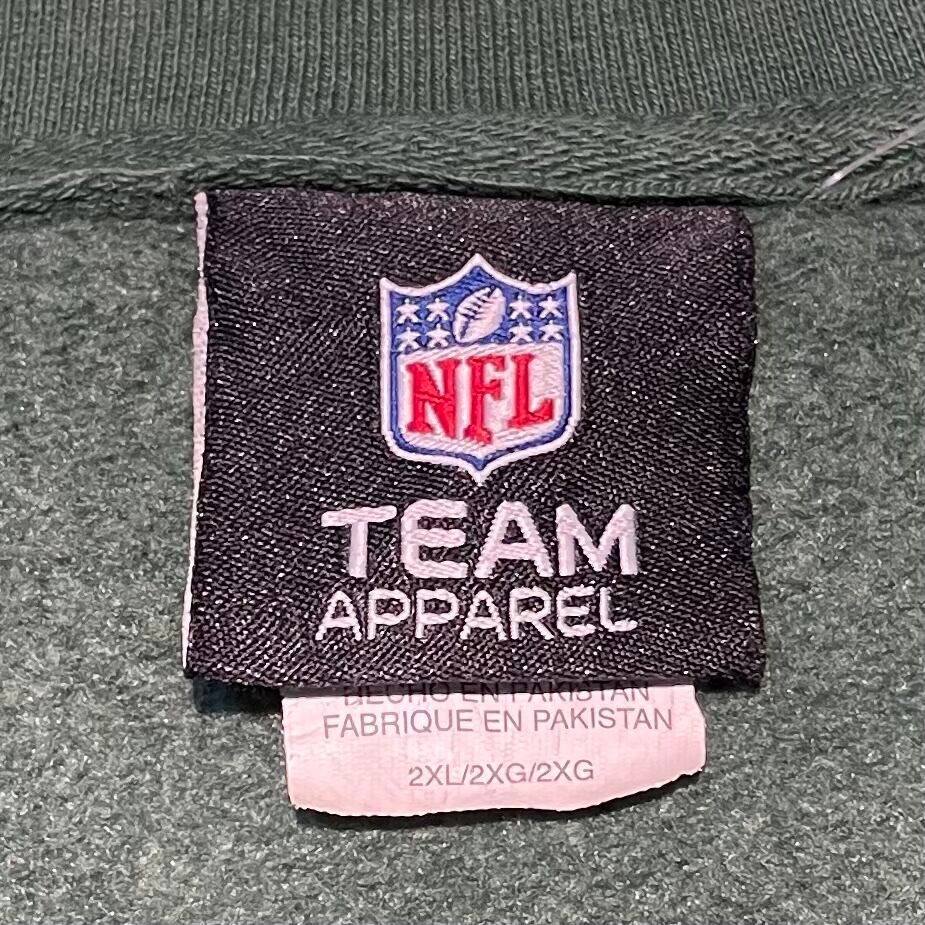 NFL
TEAM
APPAREL
HECHO EN PAKISTAN
FABRIQUE EN PAKISTAN
2XL/2XG/2XG